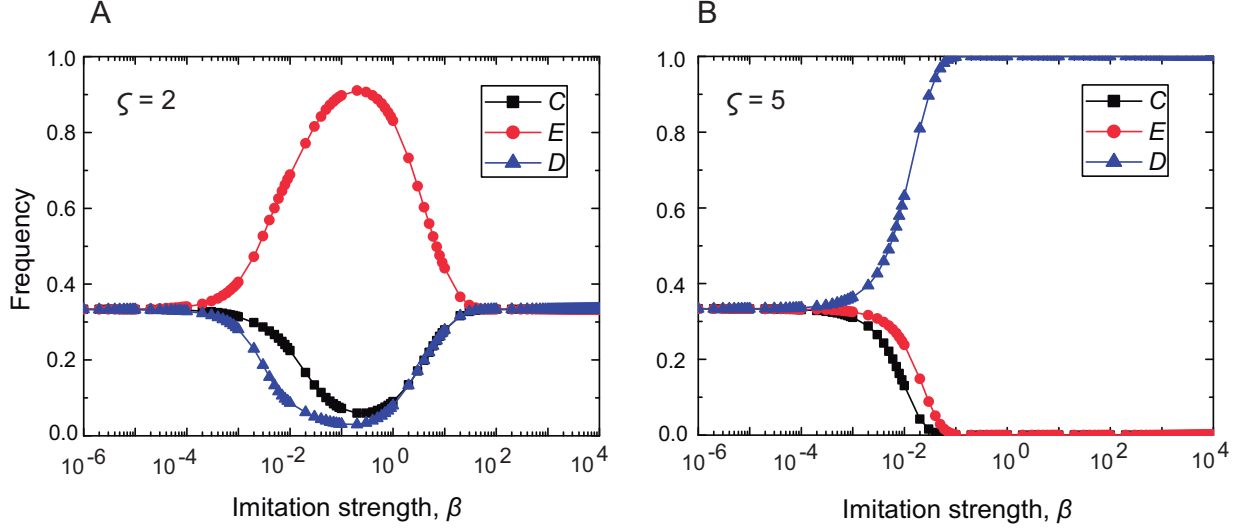 A
B
1.0
0.8
0.6
0.4
0.2
0.0
Frequency
ς = 2
C
E
D
10^-6
10^-4
10^-2
10^0
10^2
10^4
Imitation strength, β
1.0
0.8
0.6
0.4
0.2
0.0
ς = 5
C
E
D
10^-6
10^-4
10^-2
10^0
10^2
10^4
Imitation strength, β